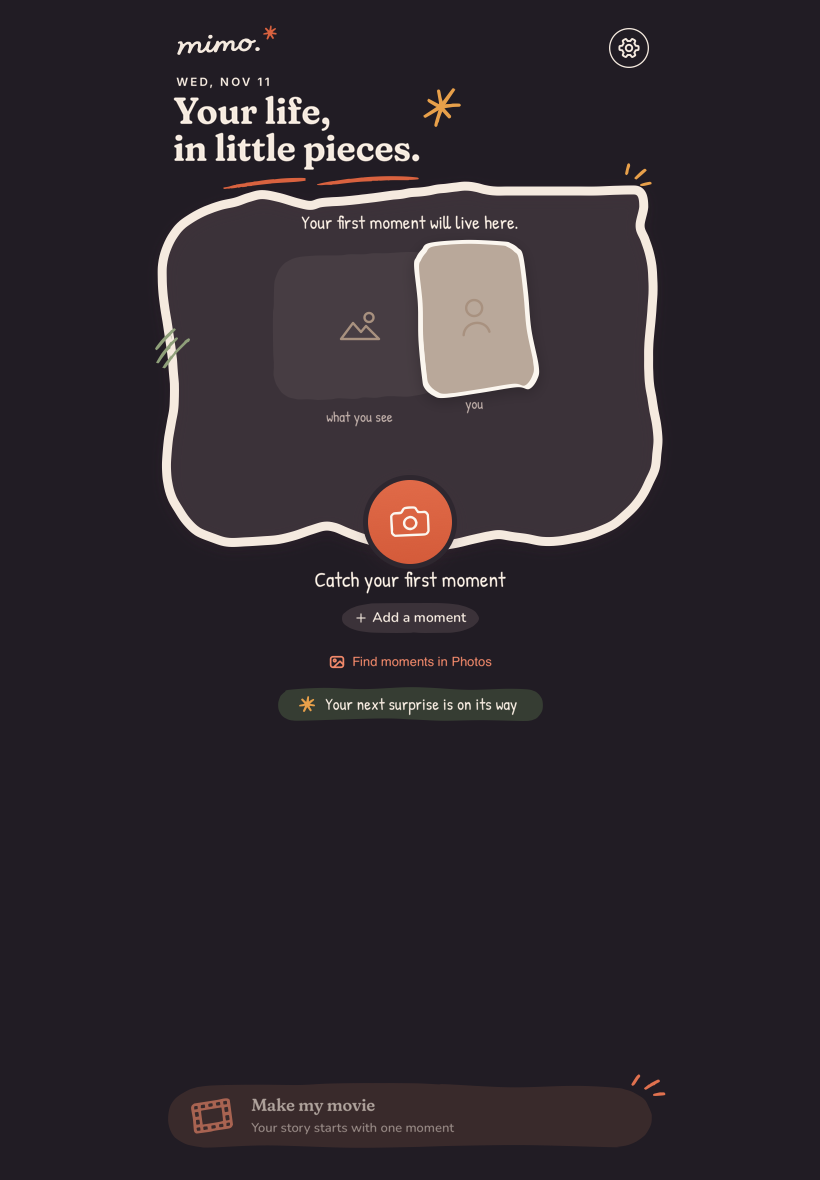 mimo.
WED, NOV 11
Your life,
in little pieces.
Your first moment will live here.
you
what you see
Catch your first moment
+ Add a moment
Find moments in Photos
Your next surprise is on its way
Make my movie
Your story starts with one moment